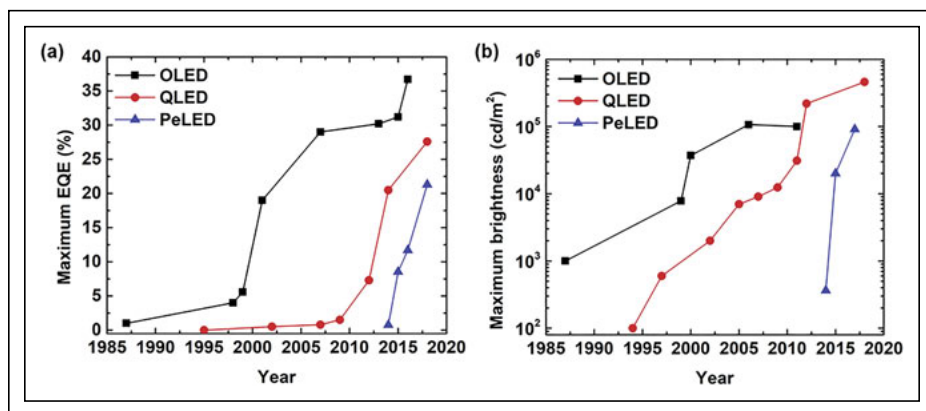 (a)
Maximum EQE (%)
40
35
30
25
20
15
10
5
0
OLED
QLED
PeLED
1985 1990 1995 2000 2005 2010 2015 2020
Year
(b)
Maximum brightness (cd/m²)
10⁶
10⁵
10⁴
10³
10²
OLED
QLED
PeLED
1985 1990 1995 2000 2005 2010 2015 2020
Year